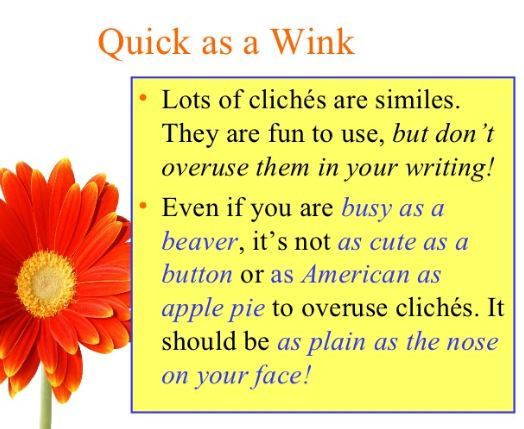 Quick as a Wink
• Lots of clichés are similes.
They are fun to use, but don’t
overuse them in your writing!
• Even if you are busy as a
beaver, it’s not as cute as a
button or as American as
apple pie to overuse clichés. It
should be as plain as the nose
on your face!